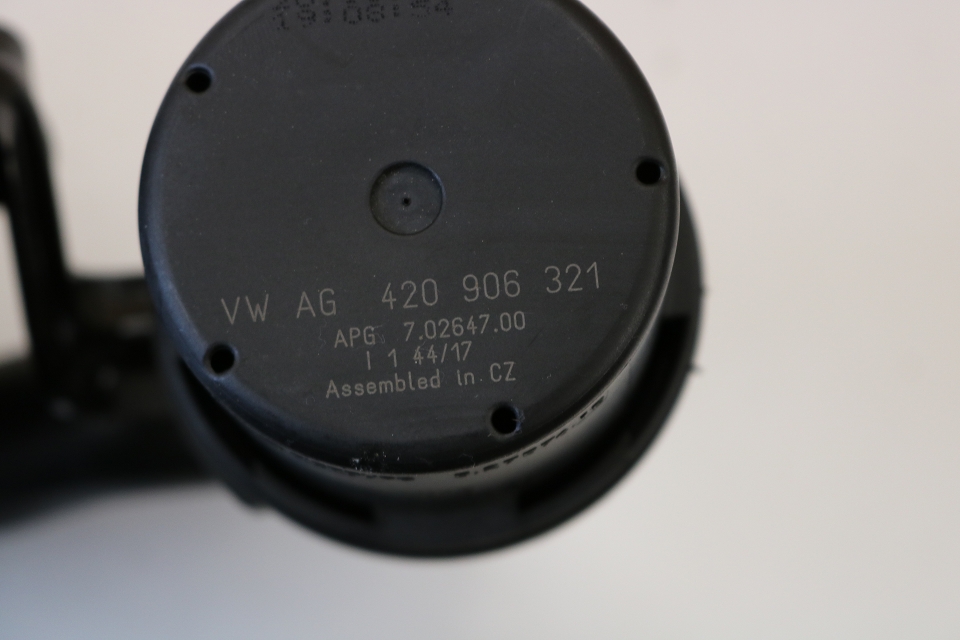 VW AG 420 906 321
APG 7.02647.00
I 1 44/17
Assembled in CZ